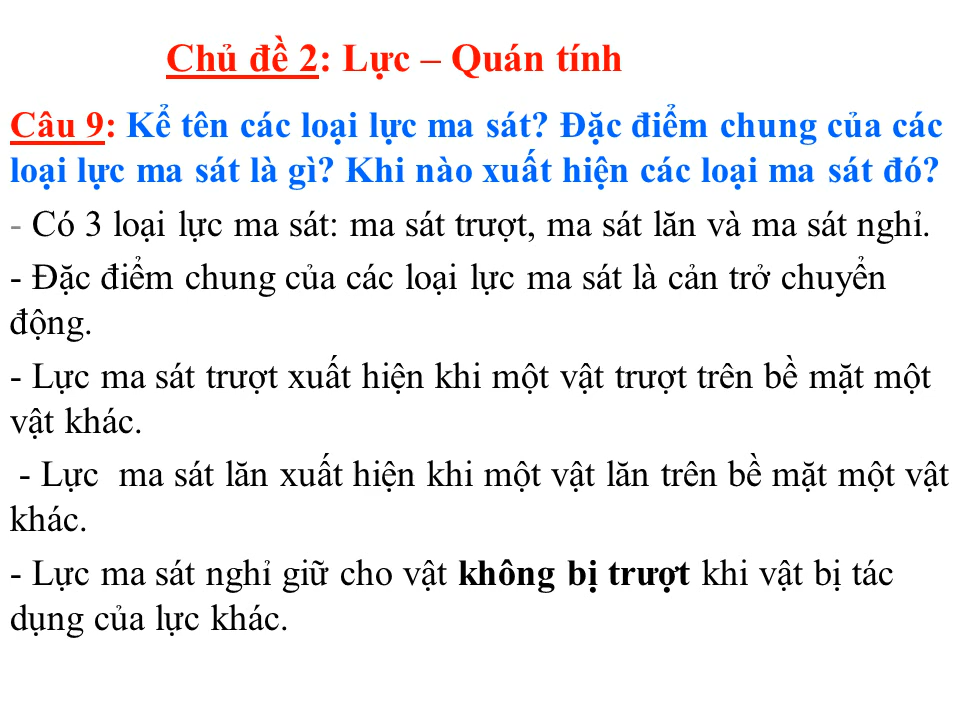 Chủ đề 2: Lực – Quán tính
Câu 9: Kể tên các loại lực ma sát? Đặc điểm chung của các
loại lực ma sát là gì? Khi nào xuất hiện các loại ma sát đó?
- Có 3 loại lực ma sát: ma sát trượt, ma sát lăn và ma sát nghỉ.
- Đặc điểm chung của các loại lực ma sát là cản trở chuyển
động.
- Lực ma sát trượt xuất hiện khi một vật trượt trên bề mặt một
vật khác.
- Lực ma sát lăn xuất hiện khi một vật lăn trên bề mặt một vật
khác.
- Lực ma sát nghỉ giữ cho vật không bị trượt khi vật bị tác
dụng của lực khác.